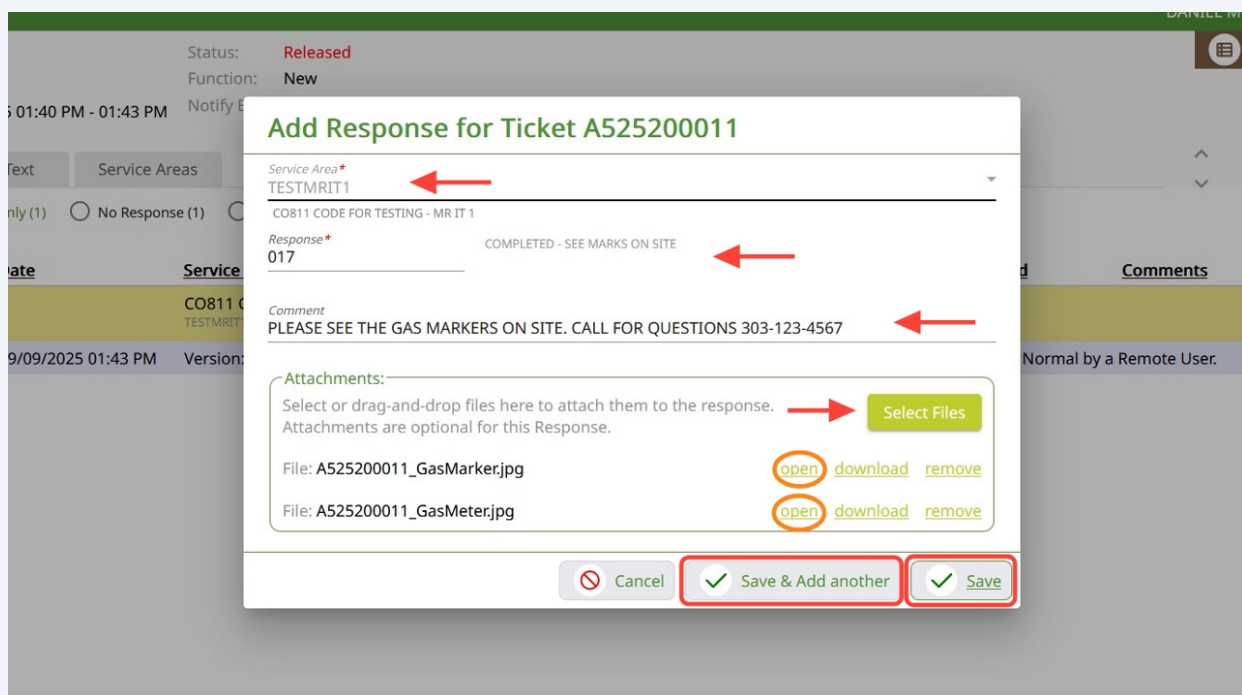 DANIEL M
Status: Released
Function: New
5 01:40 PM - 01:43 PM Notify E
Text Service Areas
nly (1) No Response (1)
ate Service d Comments
CO811 C
TESTMRIT
9/09/2025 01:43 PM Version: Normal by a Remote User.
Add Response for Ticket A525200011
Service Area*
TESTMRIT1
CO811 CODE FOR TESTING - MR IT 1
Response*
017 COMPLETED - SEE MARKS ON SITE
Comment
PLEASE SEE THE GAS MARKERS ON SITE. CALL FOR QUESTIONS 303-123-4567
Attachments:
Select or drag-and-drop files here to attach them to the response.
Attachments are optional for this Response.
Select Files
File: A525200011_GasMarker.jpg open download remove
File: A525200011_GasMeter.jpg open download remove
Cancel Save & Add another Save